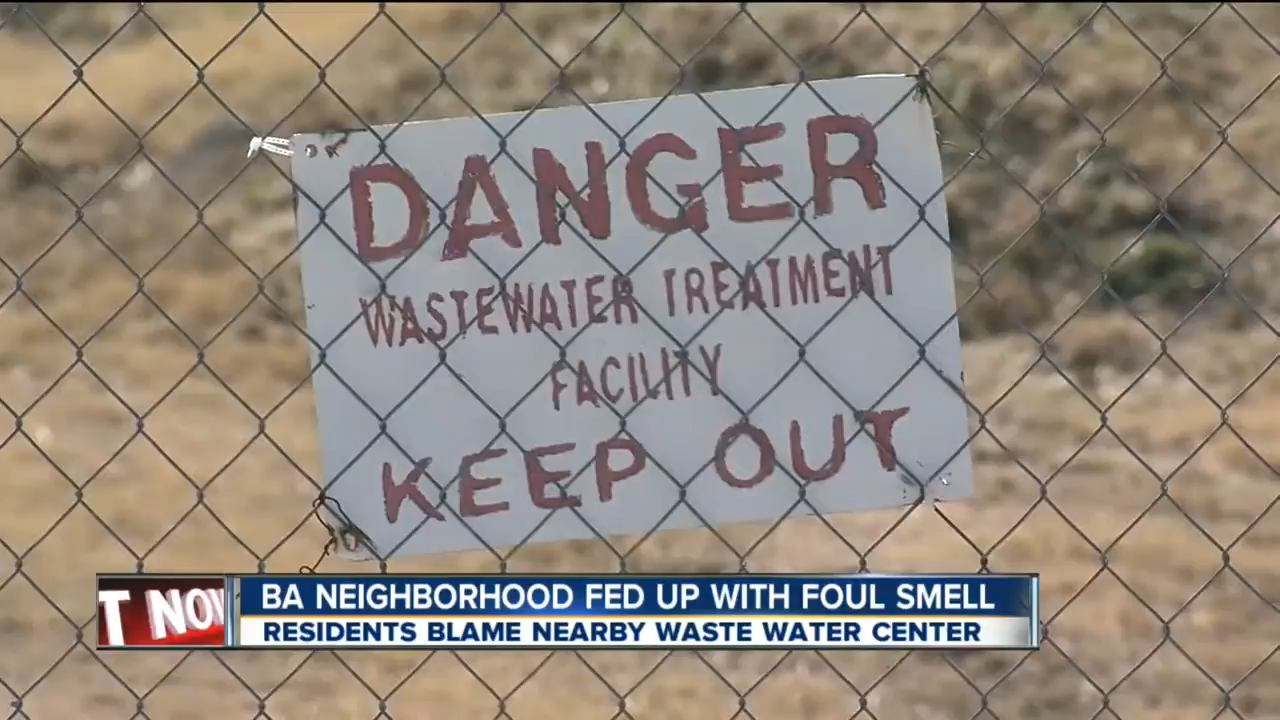 DANGER
WASTEWATER TREATMENT
FACILITY
KEEP OUT
T NOW
BA NEIGHBORHOOD FED UP WITH FOUL SMELL
RESIDENTS BLAME NEARBY WASTE WATER CENTER